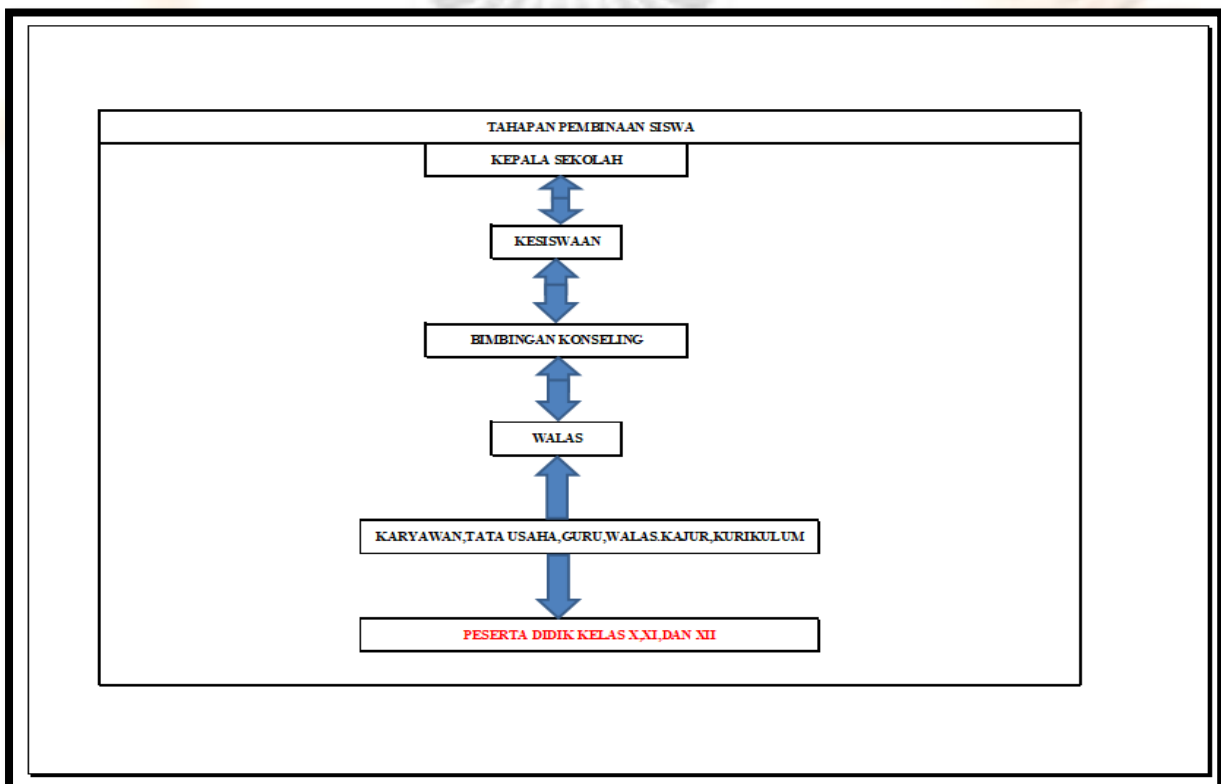 TAHAPAN PEMBINAAN SISWA
KEPALA SEKOLAH
KESISWAAN
BIMBINGAN KONSELING
WALAS
KARYAWAN,TATA USAHA,GURU,WALAS.KAJUR,KURIKULUM
PESERTA DIDIK KELAS X,XI,DAN XII